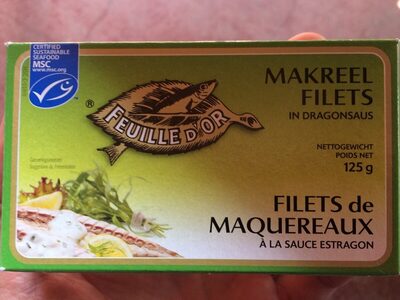 CERTIFIED
SUSTAINABLE
SEAFOOD
MSC
www.msc.org
®
FEUILLE D'OR
MAKREEL
FILETS
IN DRAGONSAUS
NETTOGEWICHT
POIDS NET
125 g
Serveersuggestie
FILETS de
MAQUEREAUX
À LA SAUCE ESTRAGON